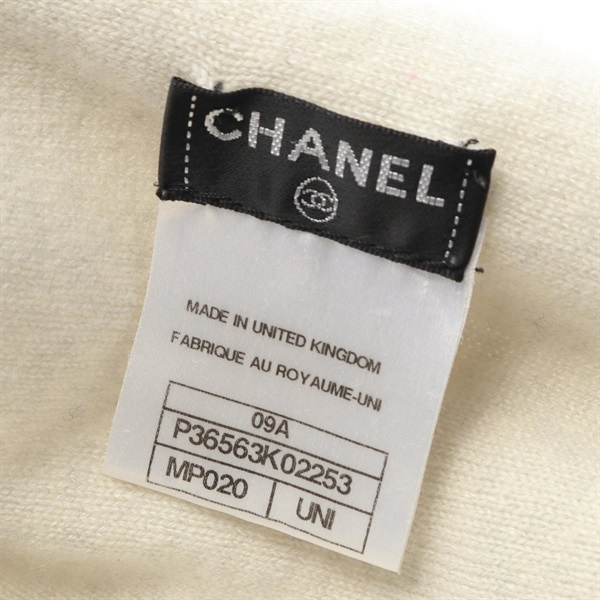 CHANEL
MADE IN UNITED KINGDOM
FABRIQUE AU ROYAUME-UNI
09A
P36563K02253
MP020 UNI